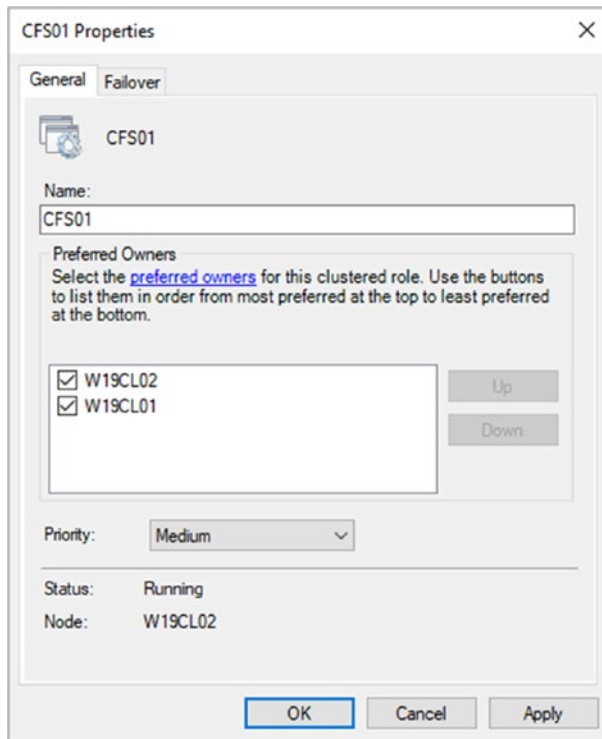 CFS01 Properties
General
Failover
CFS01
Name:
CFS01
Preferred Owners
Select the preferred owners for this clustered role. Use the buttons
to list them in order from most preferred at the top to least preferred
at the bottom.
W19CL02
W19CL01
Up
Down
Priority:
Medium
Status:
Running
Node:
W19CL02
OK
Cancel
Apply